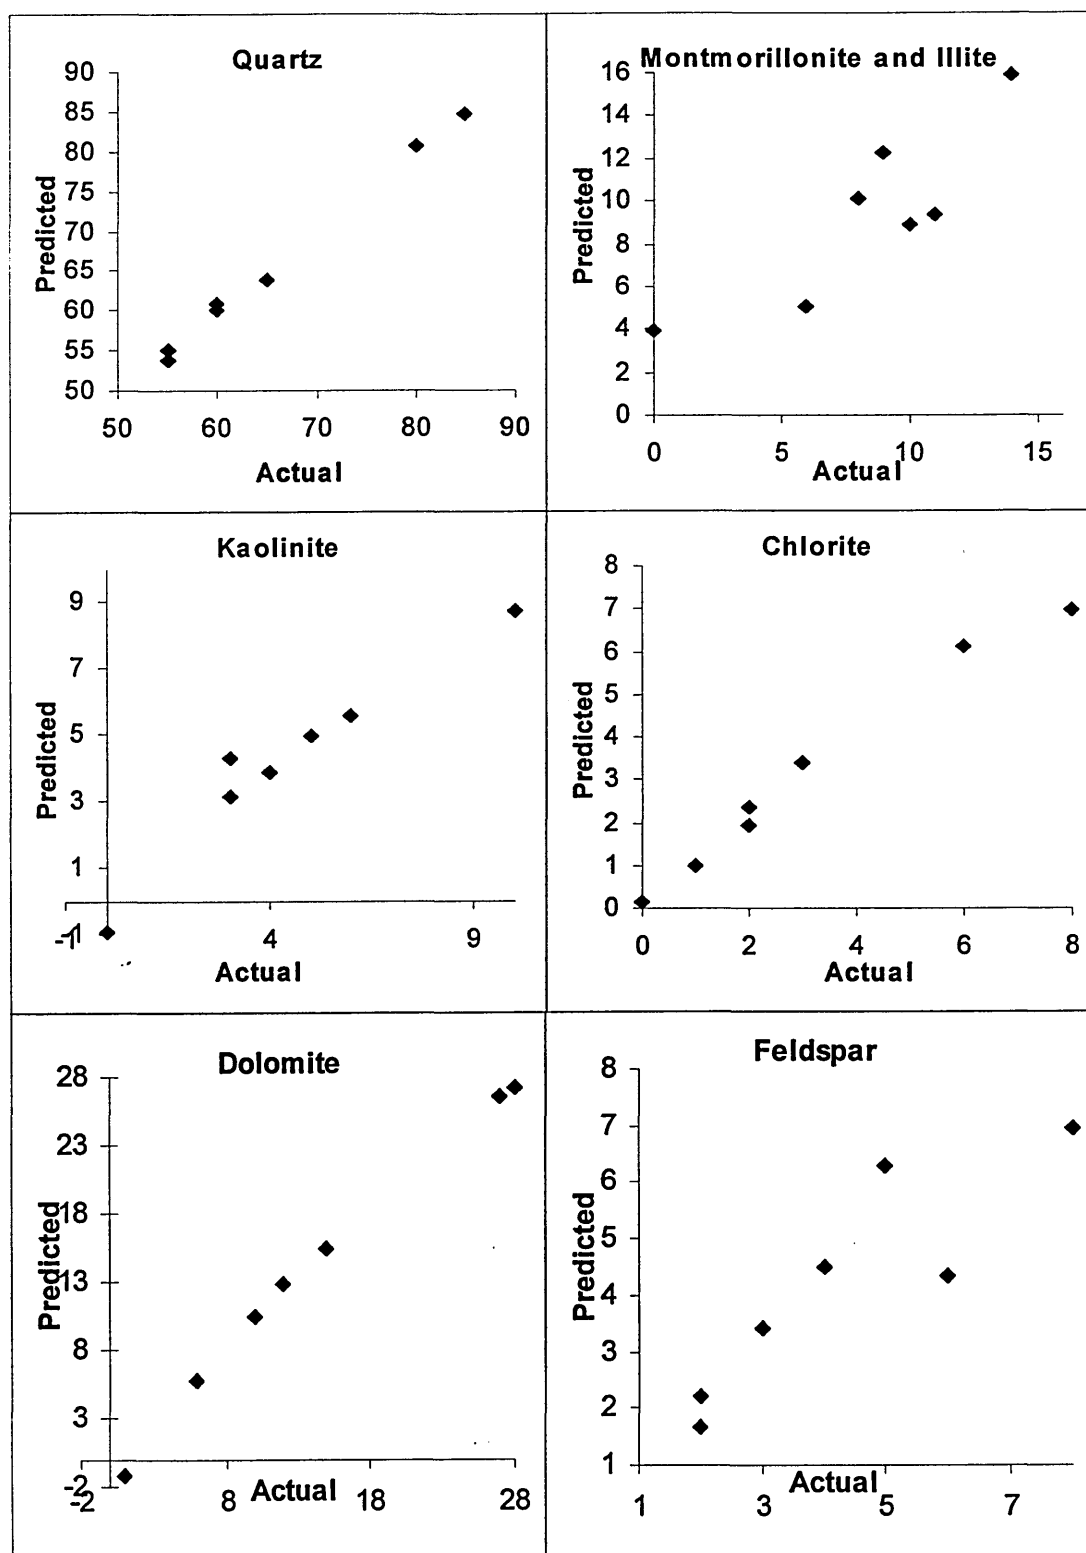 Quartz
90
85
80
75
70
65
60
55
50
Predicted
50 60 70 80 90
Actual
Montmorillonite and Illite
16
14
12
10
8
6
4
2
0
Predicted
0 5 10 15
Actual
Kaolinite
9
7
5
3
1
-1
Predicted
-1 4 9
Actual
Chlorite
8
7
6
5
4
3
2
1
0
Predicted
0 2 4 6 8
Actual
Dolomite
28
23
18
13
8
3
-2
Predicted
-2 8 18 28
Actual
Feldspar
8
7
6
5
4
3
2
1
Predicted
1 3 5 7
Actual